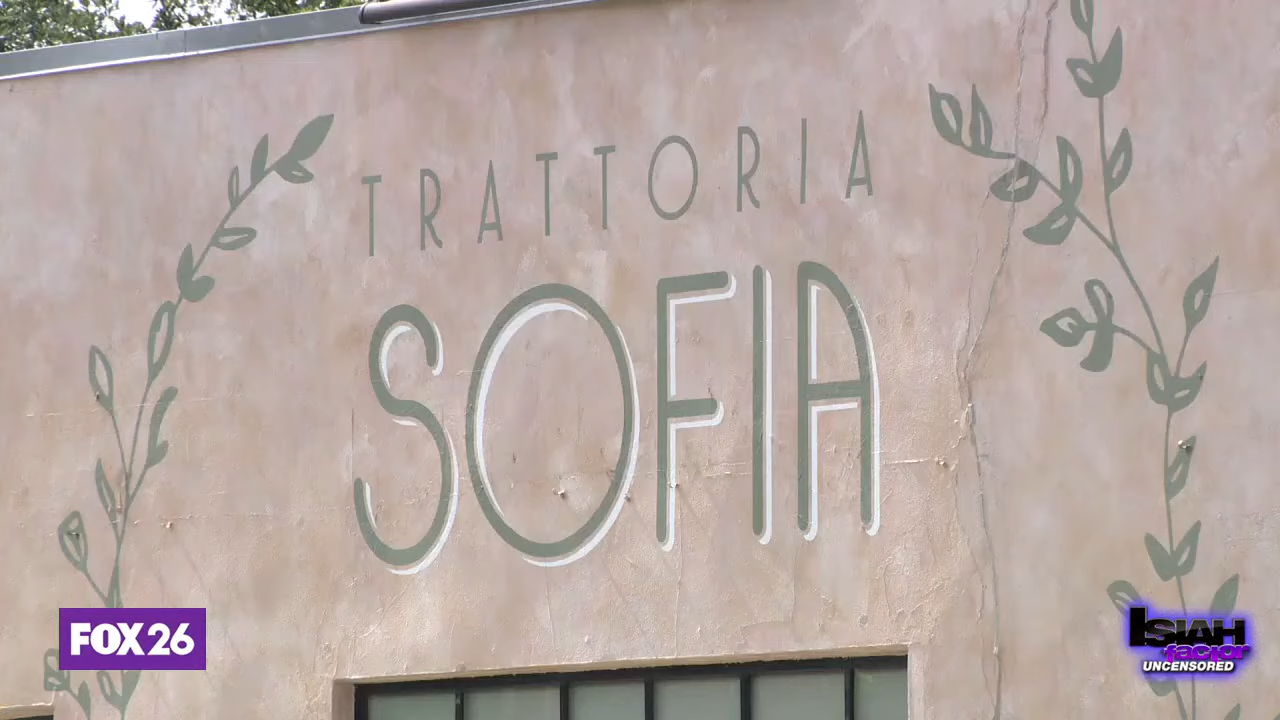 TRATTORIA
SOFIA
FOX 26
ISIAH
factor
UNCENSORED